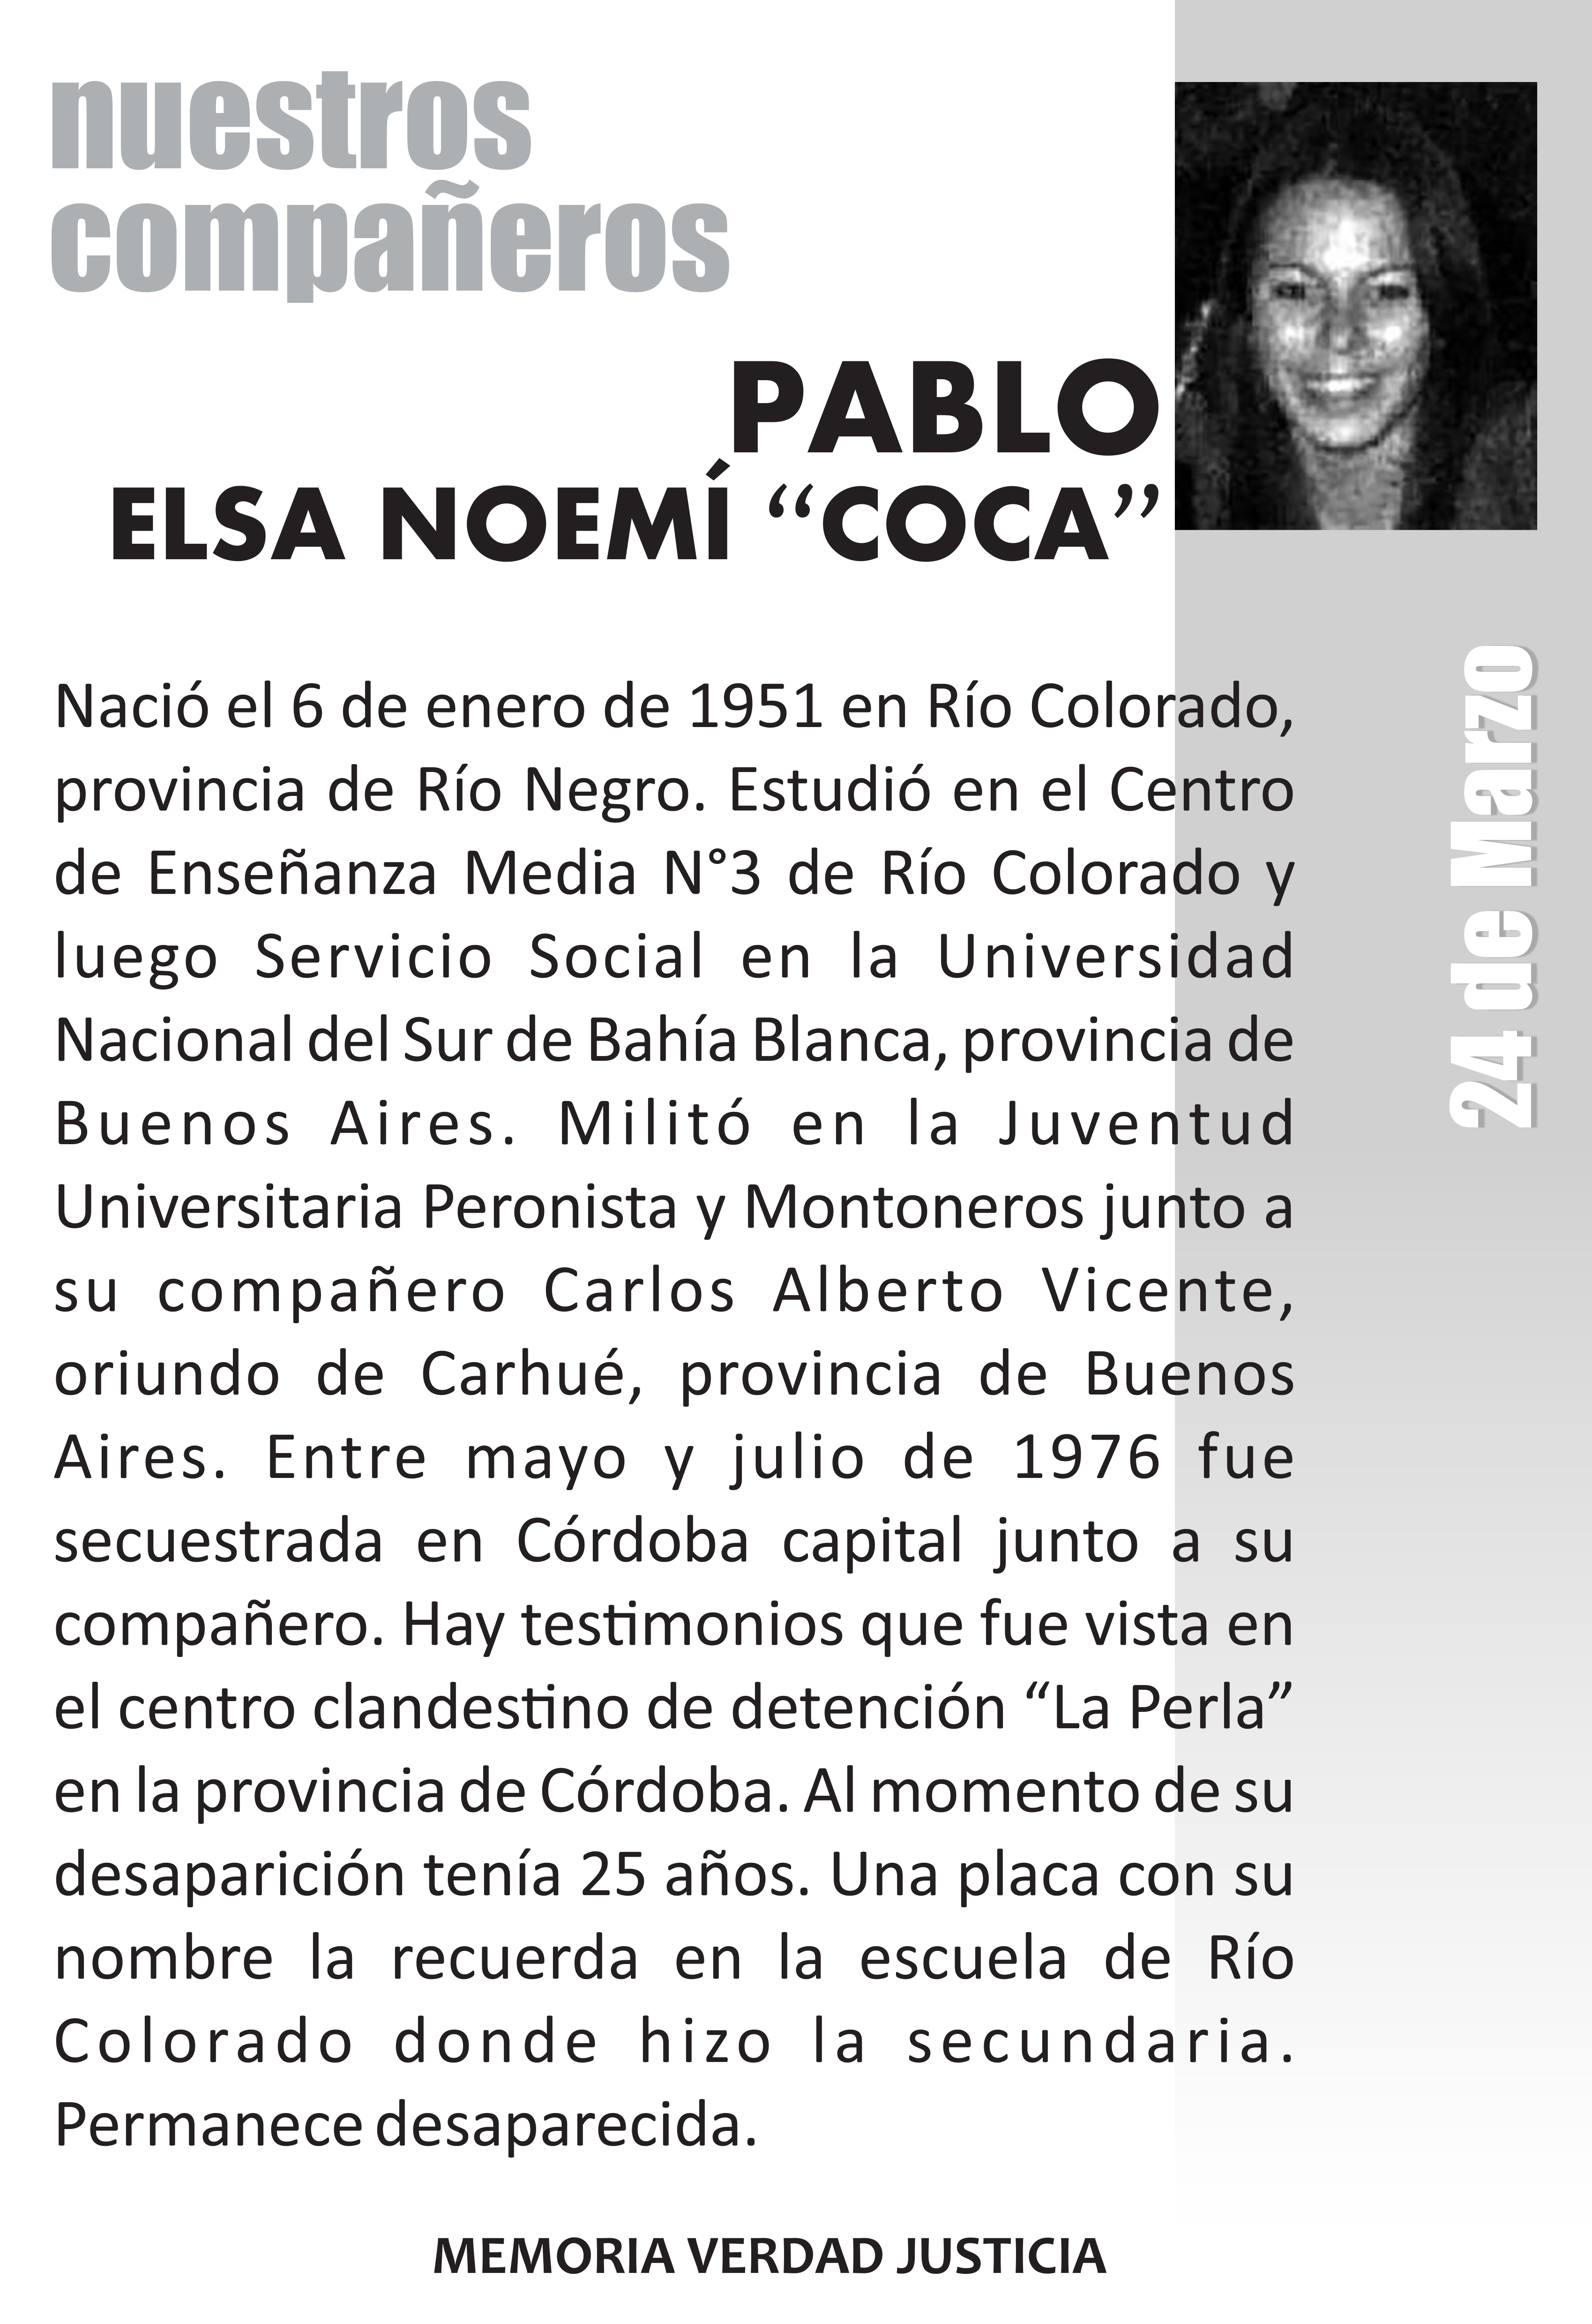 nuestros
compañeros
PABLO
ELSA NOEMÍ “COCA”
24 de Marzo
Nació el 6 de enero de 1951 en Río Colorado,
provincia de Río Negro. Estudió en el Centro
de Enseñanza Media N°3 de Río Colorado y
luego Servicio Social en la Universidad
Nacional del Sur de Bahía Blanca, provincia de
Buenos Aires. Militó en la Juventud
Universitaria Peronista y Montoneros junto a
su compañero Carlos Alberto Vicente,
oriundo de Carhué, provincia de Buenos
Aires. Entre mayo y julio de 1976 fue
secuestrada en Córdoba capital junto a su
compañero. Hay testimonios que fue vista en
el centro clandestino de detención “La Perla”
en la provincia de Córdoba. Al momento de su
desaparición tenía 25 años. Una placa con su
nombre la recuerda en la escuela de Río
Colorado donde hizo la secundaria.
Permanece desaparecida.
MEMORIA VERDAD JUSTICIA